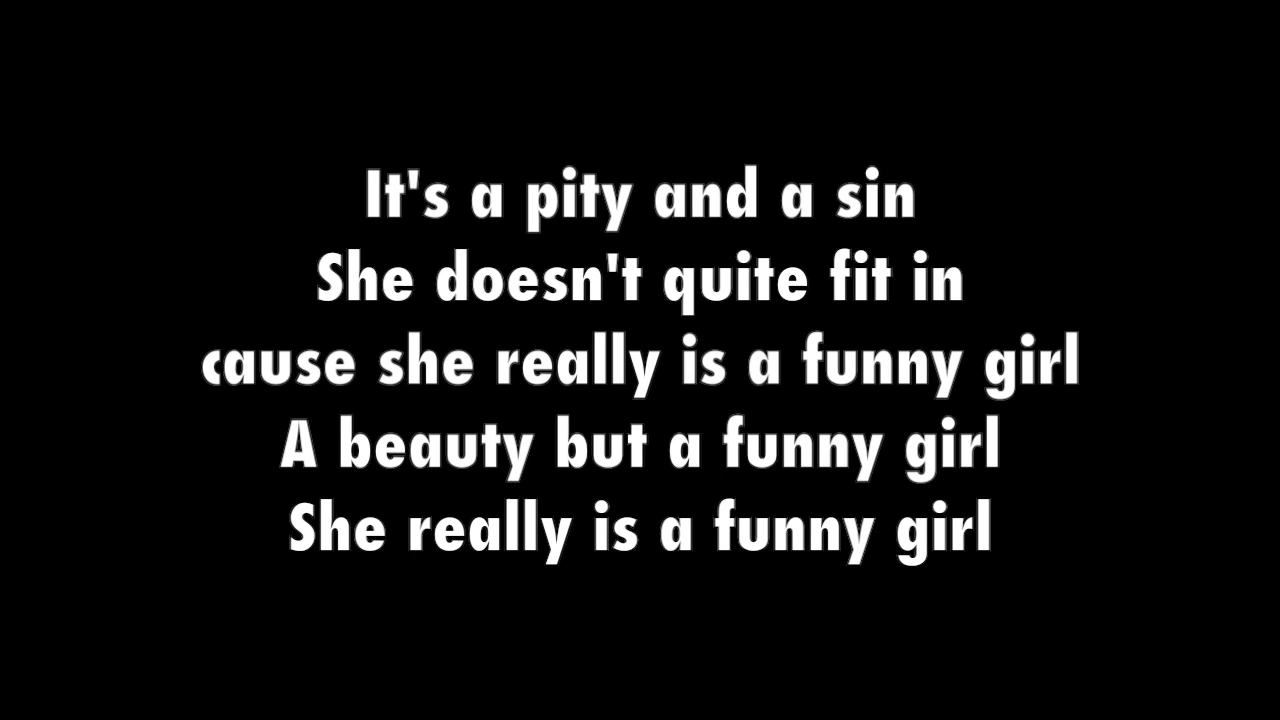 It's a pity and a sin
She doesn't quite fit in
cause she really is a funny girl
A beauty but a funny girl
She really is a funny girl